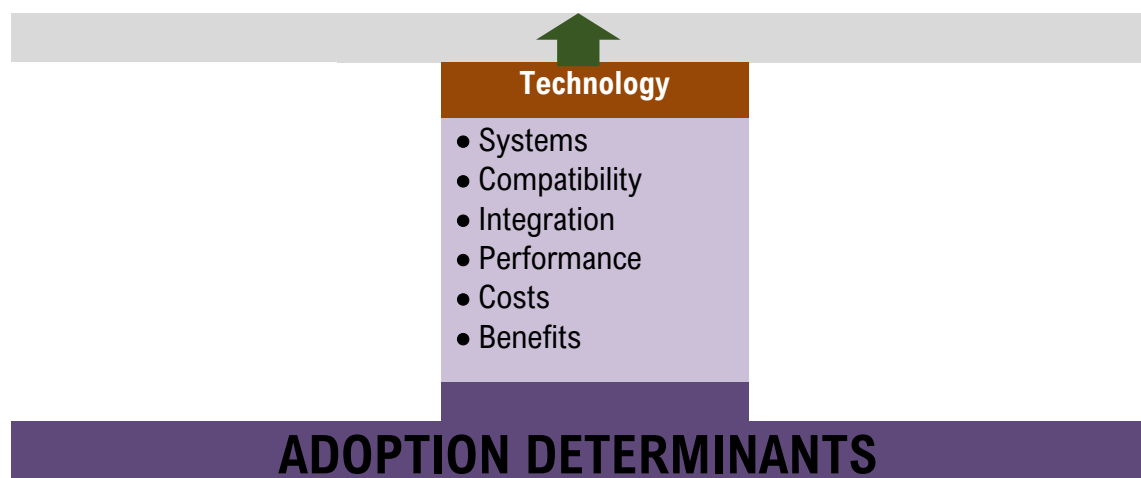 Technology
• Systems
• Compatibility
• Integration
• Performance
• Costs
• Benefits
ADOPTION DETERMINANTS